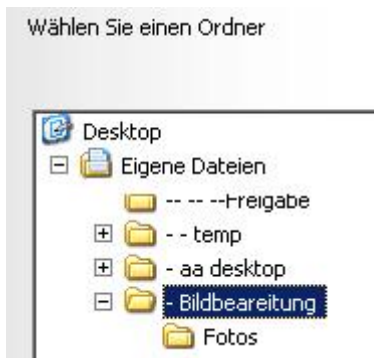 Wählen Sie einen Ordner
Desktop
Eigene Dateien
-- -- --Freigabe
- - temp
- aa desktop
- Bildbeareitung
Fotos